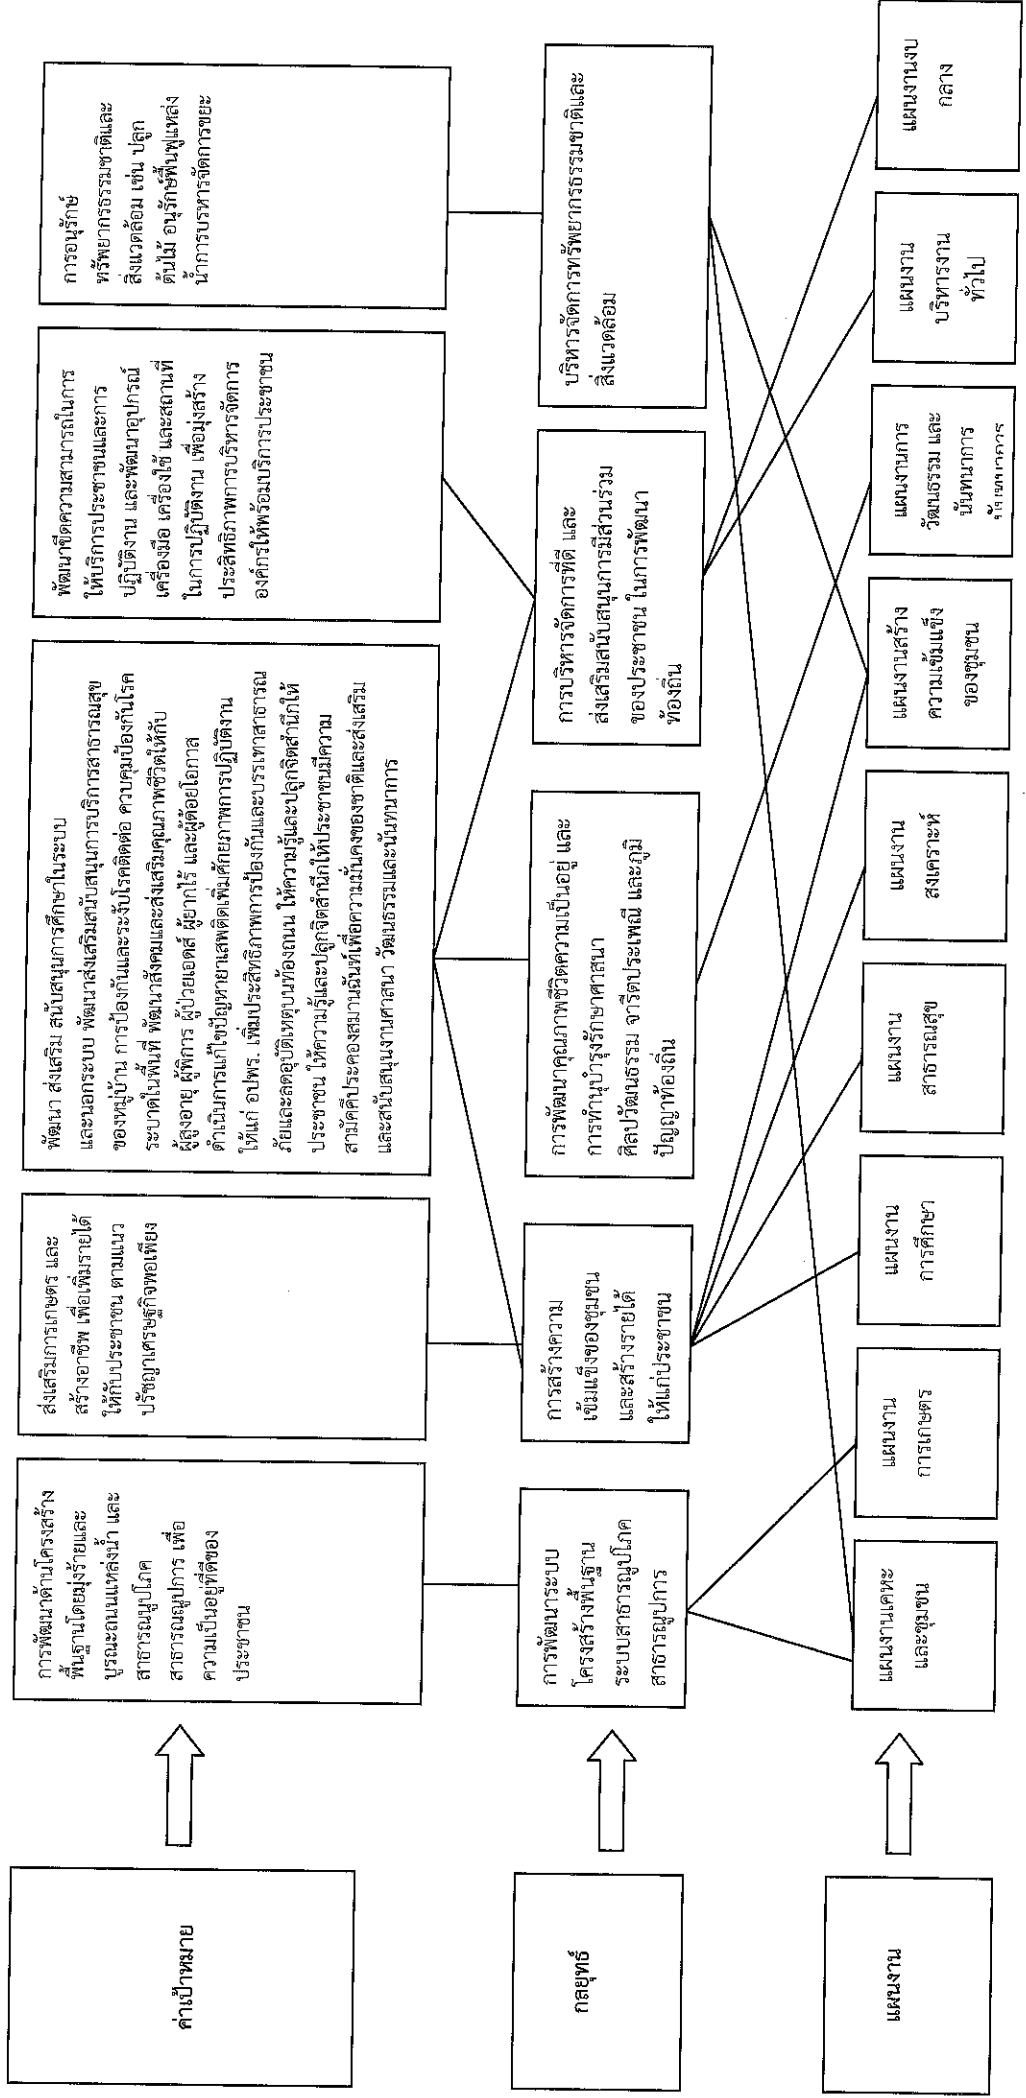 ค่าเป้าหมาย
การพัฒนาด้านโครงสร้าง
พื้นฐานโดยมุ่งร้ายและ
บูรณะถนนแหล่งน้ำ และ
สาธารณูปโภค
สาธารณูปการ เพื่อ
ความเป็นอยู่ที่ดีของ
ประชาชน
ส่งเสริมการเกษตร และ
สร้างอาชีพ เพื่อเพิ่มรายได้
ให้กับประชาชน ตามแนว
ปรัชญาเศรษฐกิจพอเพียง
พัฒนา ส่งเสริม สนับสนุนการศึกษาในระบบ
และนอกระบบ พัฒนาส่งเสริมสนับสนุนการบริการสาธารณสุข
ของหมู่บ้าน การป้องกันและระงับโรคติดต่อ ควบคุมป้องกันโรค
ระบาดในพื้นที่ พัฒนาสังคมและส่งเสริมคุณภาพชีวิตให้กับ
ผู้สูงอายุ ผู้พิการ ผู้ป่วยเอดส์ ผู้ยากไร้ และผู้ด้อยโอกาส
ดำเนินการแก้ไขปัญหายาเสพติดเพิ่มศักยภาพการปฏิบัติงาน
ให้แก่ อปพร. เพิ่มประสิทธิภาพการป้องกันและบรรเทาสาธารณ
ภัยและลดอุบัติเหตุบนท้องถนน ให้ความรู้และปลูกจิตสำนึกให้
ประชาชน ให้ความรู้และปลูกจิตสำนึกให้ประชาชนมีความ
สามัคคีประคองสมานฉันท์เพื่อความมั่นคงของชาติและส่งเสริม
และสนับสนุนงานศาสนา วัฒนธรรมและนันทนาการ
พัฒนาขีดความสามารถในการ
ให้บริการประชาชนและการ
ปฏิบัติงาน และพัฒนาอุปกรณ์
เครื่องมือ เครื่องใช้ และสถานที่
ในการปฏิบัติงาน เพื่อมุ่งสร้าง
ประสิทธิภาพการบริหารจัดการ
องค์กรให้พร้อมบริการประชาชน
การอนุรักษ์
ทรัพยากรธรรมชาติและ
สิ่งแวดล้อม เช่น ปลูก
ต้นไม้ อนุรักษ์ฟื้นฟูแหล่ง
น้ำการบริหารจัดการขยะ
กลยุทธ์
การพัฒนาระบบ
โครงสร้างพื้นฐาน
ระบบสาธารณูปโภค
สาธารณูปการ
การสร้างความ
เข้มแข็งของชุมชน
และสร้างรายได้
ให้แก่ประชาชน
การพัฒนาคุณภาพชีวิตความเป็นอยู่ และ
การทำนุบำรุงรักษาศาสนา
ศิลปวัฒนธรรม จารีตประเพณี และภูมิ
ปัญญาท้องถิ่น
การบริหารจัดการที่ดี และ
ส่งเสริมสนับสนุนการมีส่วนร่วม
ของประชาชน ในการพัฒนา
ท้องถิ่น
บริหารจัดการทรัพยากรธรรมชาติและ
สิ่งแวดล้อม
แผนงาน
แผนงานเคหะ
และชุมชน
แผนงาน
การเกษตร
แผนงาน
การศึกษา
แผนงาน
สาธารณสุข
แผนงาน
สงเคราะห์
แผนงานสร้าง
ความเข้มแข็ง
ของชุมชน
แผนงานการ
วัฒนธรรม และ
นันทนาการ
แผนงาน
บริหารงาน
ทั่วไป
แผนงานงบ
กลาง